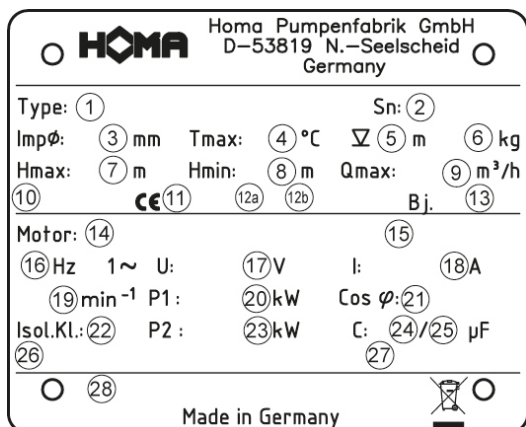 HOMA Homa Pumpenfabrik GmbH
D-53819 N.-Seelscheid
Germany
Type: 1 Sn: 2
Impø: 3 mm Tmax: 4 °C 5 m 6 kg
Hmax: 7 m Hmin: 8 m Qmax: 9 m³/h
10 CE 11 12a 12b Bj. 13
Motor: 14 15
16 Hz 1~ U: 17 V I: 18 A
19 min⁻¹ P1: 20 kW Cos φ: 21
Isol.Kl.: 22 P2: 23 kW C: 24/25 µF
26 27
28
Made in Germany